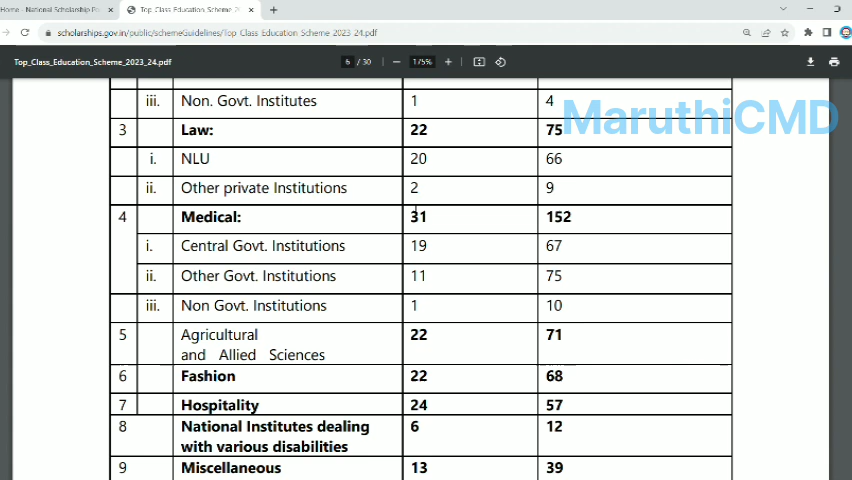 Home - National Scholarship Po
Top Class Education Scheme 2
scholarships.gov.in/public/schemeGuidelines/Top Class Education Scheme 2023 24.pdf
Top_Class_Education_Scheme_2023_24.pdf
6 / 30
175%
iii. Non. Govt. Institutes 1 4
MaruthiCMD
3 Law: 22 75
i. NLU 20 66
ii. Other private Institutions 2 9
4 Medical: 31 152
i. Central Govt. Institutions 19 67
ii. Other Govt. Institutions 11 75
iii. Non Govt. Institutions 1 10
5 Agricultural 22 71
and Allied Sciences
6 Fashion 22 68
7 Hospitality 24 57
8 National Institutes dealing 6 12
with various disabilities
9 Miscellaneous 13 39